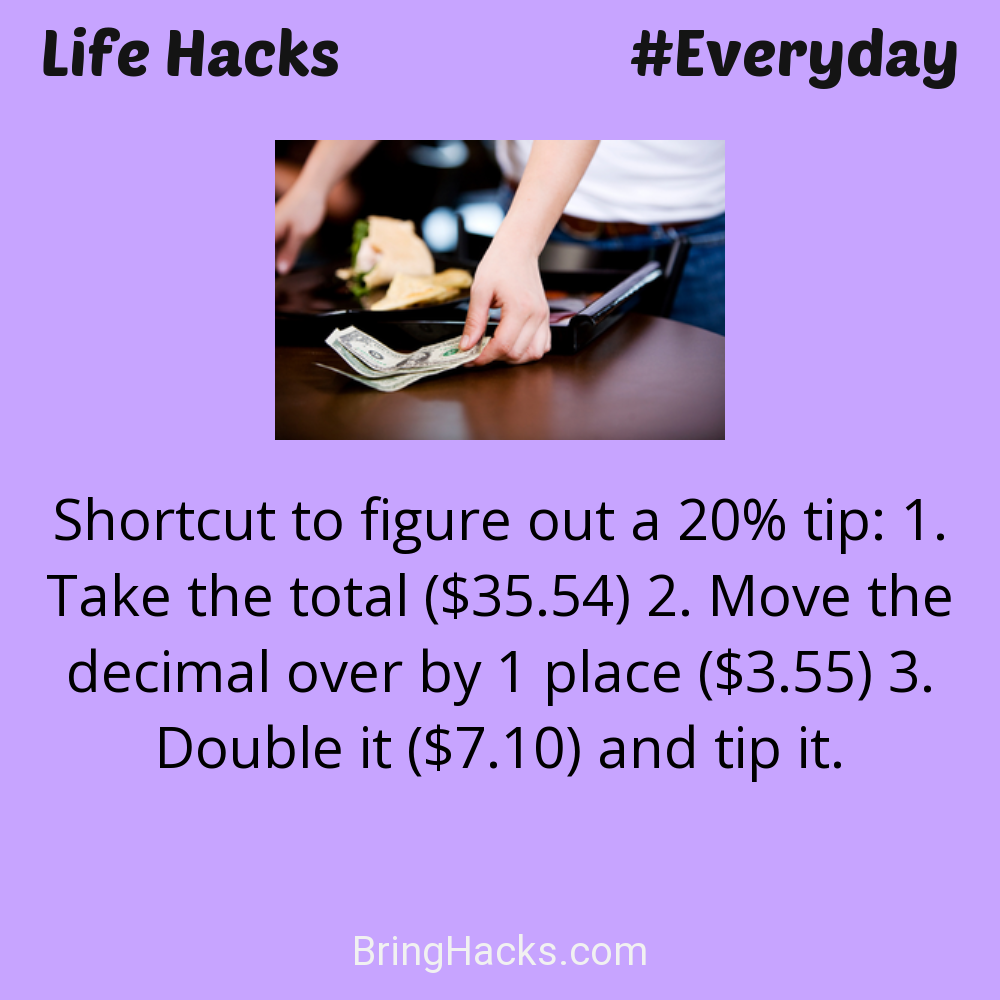 Life Hacks #Everyday
Shortcut to figure out a 20% tip: 1.
Take the total ($35.54) 2. Move the
decimal over by 1 place ($3.55) 3.
Double it ($7.10) and tip it.
BringHacks.com